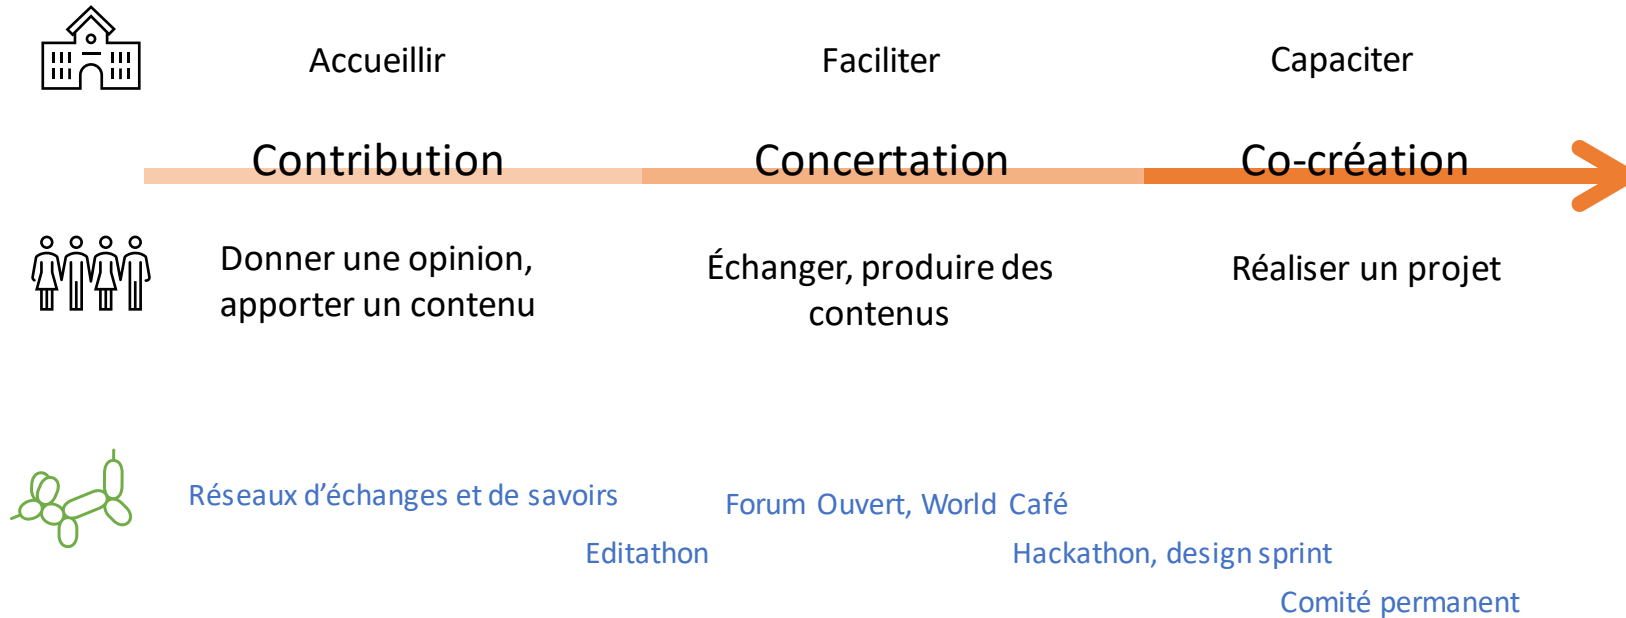 Accueillir
Faciliter
Capaciter
Contribution
Concertation
Co-création
Donner une opinion,
apporter un contenu
Échanger, produire des
contenus
Réaliser un projet
Réseaux d’échanges et de savoirs
Forum Ouvert, World Café
Editathon
Hackathon, design sprint
Comité permanent